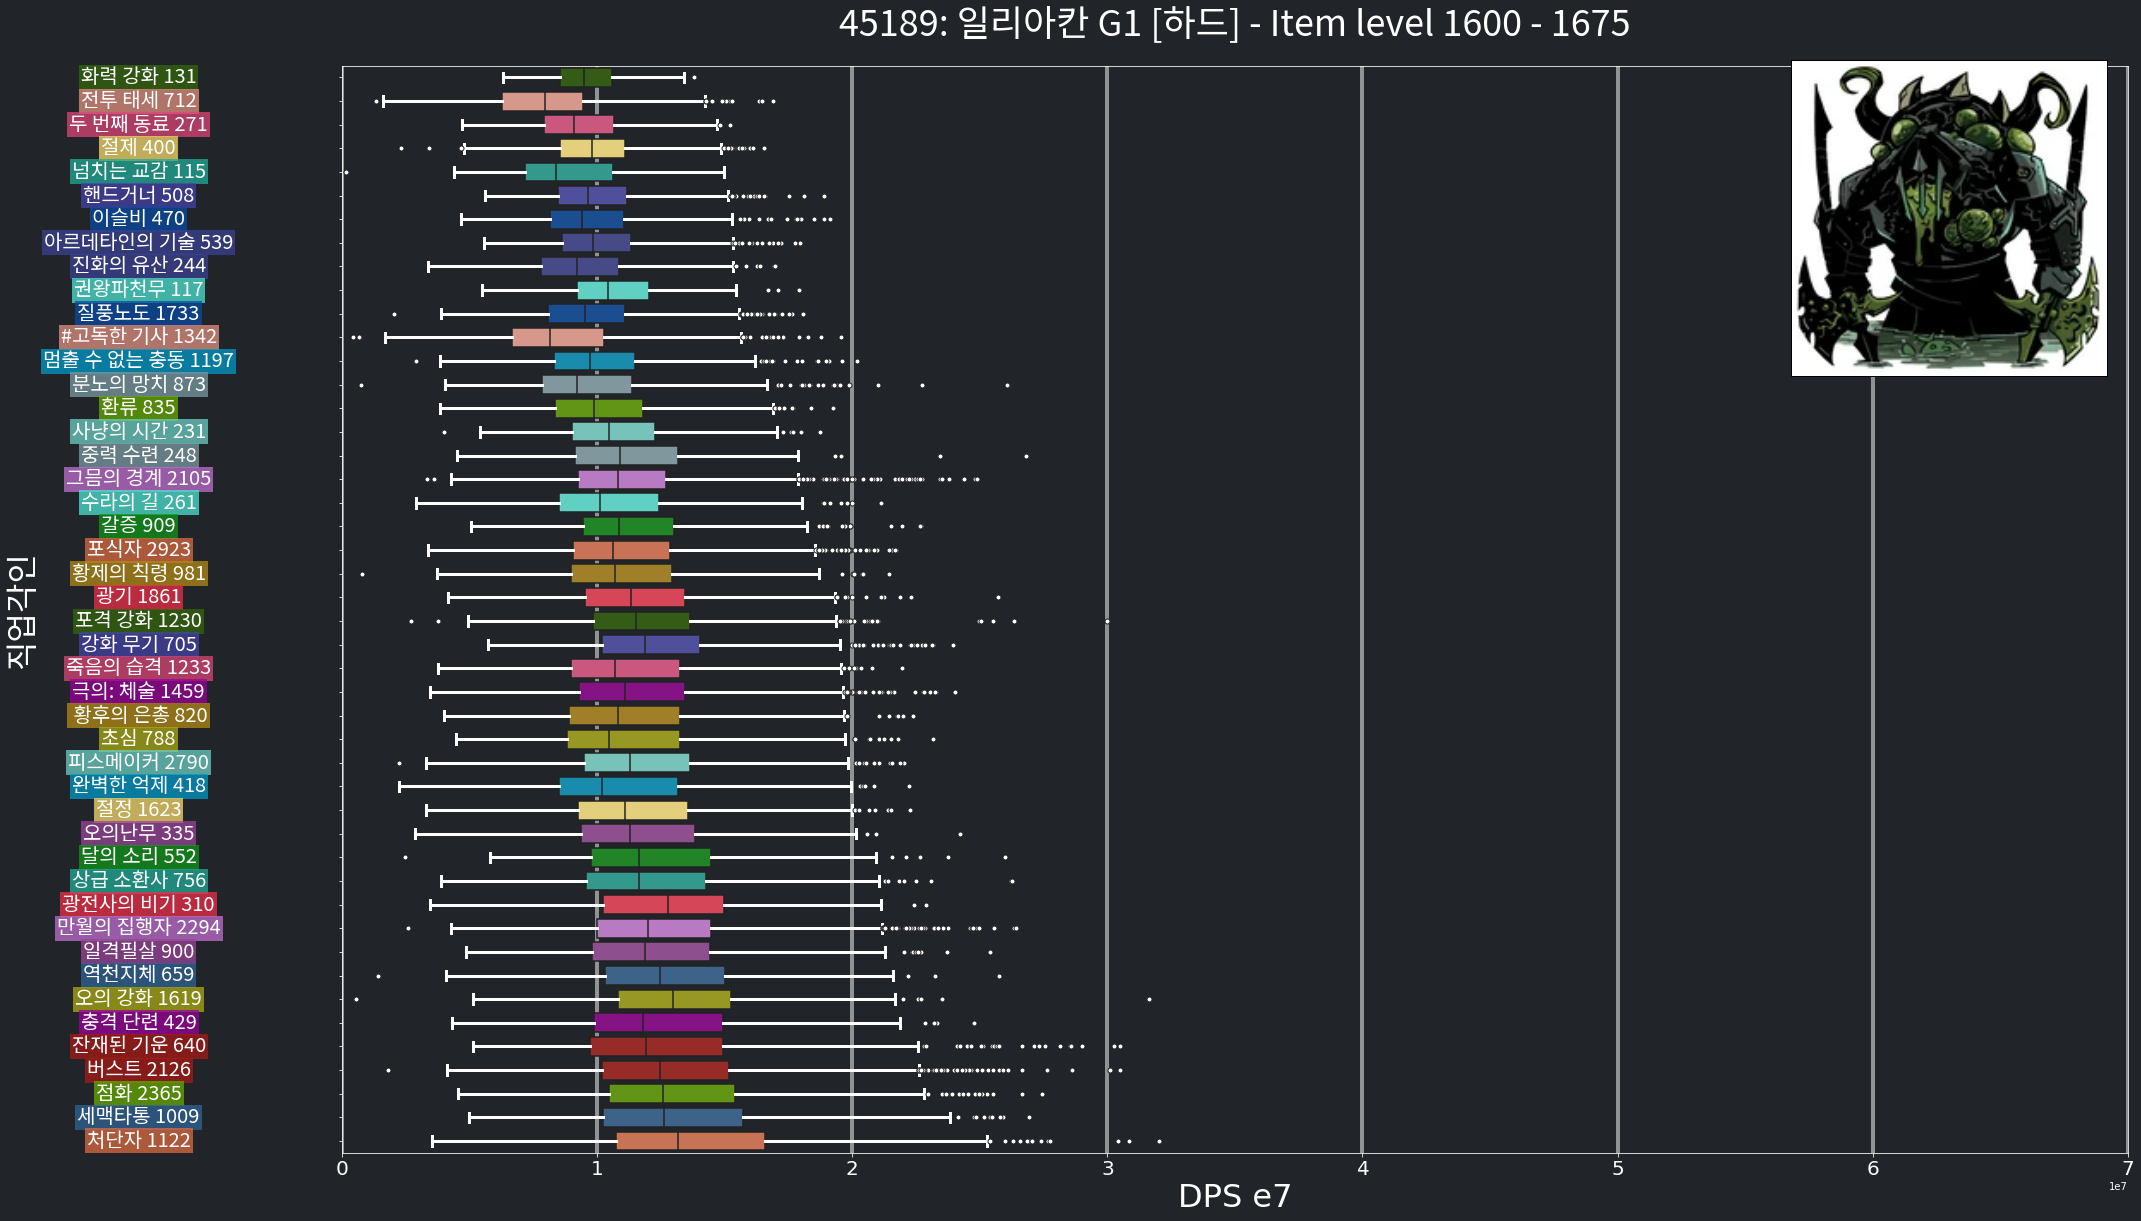 45189: 일리아칸 G1 [하드] - Item level 1600 - 1675
직업각인
화력 강화 131
전투 태세 712
두 번째 동료 271
절제 400
넘치는 교감 115
핸드거너 508
이슬비 470
아르데타인의 기술 539
진화의 유산 244
권왕파천무 117
질풍노도 1733
#고독한 기사 1342
멈출 수 없는 충동 1197
분노의 망치 873
환류 835
사냥의 시간 231
중력 수련 248
그믐의 경계 2105
수라의 길 261
갈증 909
포식자 2923
황제의 칙령 981
광기 1861
포격 강화 1230
강화 무기 705
죽음의 습격 1233
극의: 체술 1459
황후의 은총 820
초심 788
피스메이커 2790
완벽한 억제 418
절정 1623
오의난무 335
달의 소리 552
상급 소환사 756
광전사의 비기 310
만월의 집행자 2294
일격필살 900
역천지체 659
오의 강화 1619
충격 단련 429
잔재된 기운 640
버스트 2126
점화 2365
세맥타통 1009
처단자 1122
0 1 2 3 4 5 6 7
DPS e7
1e7